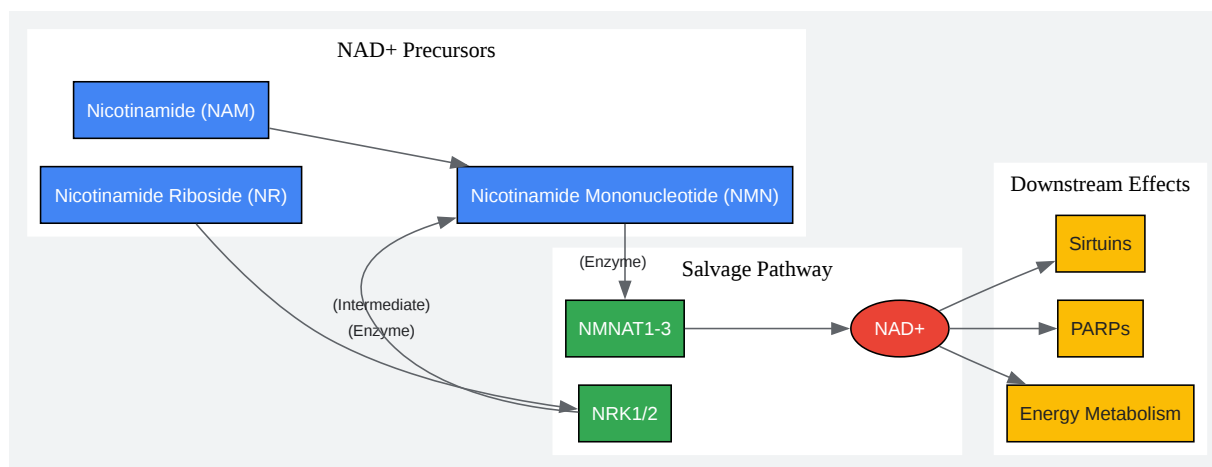 NAD+ Precursors
Nicotinamide (NAM)
Nicotinamide Riboside (NR)
Nicotinamide Mononucleotide (NMN)
Downstream Effects
Sirtuins
(Enzyme)
Salvage Pathway
(Intermediate)
(Enzyme)
NMNAT1-3
NAD+
PARPs
NRK1/2
Energy Metabolism